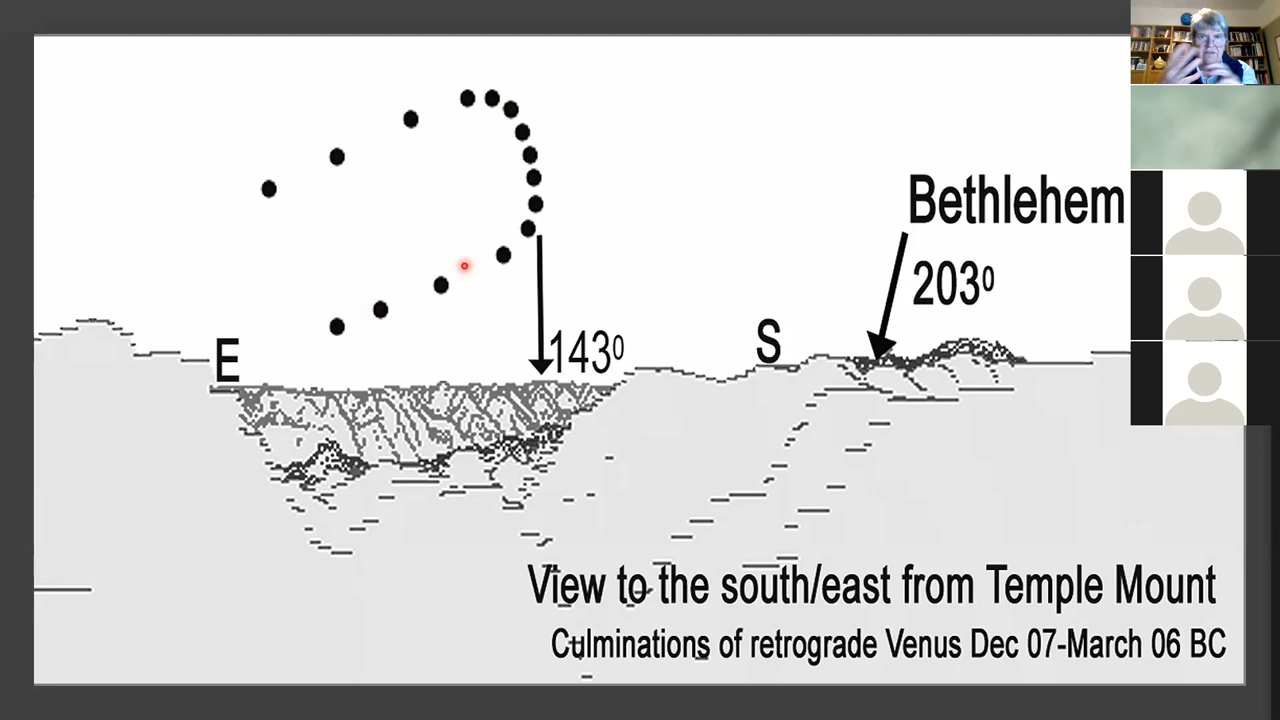 Bethlehem
203⁰
E
143⁰
S
View to the south/east from Temple Mount
Culminations of retrograde Venus Dec 07-March 06 BC